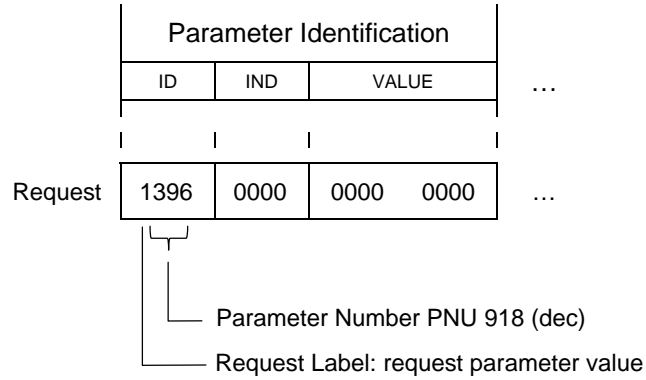 Parameter Identification
ID IND VALUE ...
Request 1396 0000 0000 0000 ...
Parameter Number PNU 918 (dec)
Request Label: request parameter value